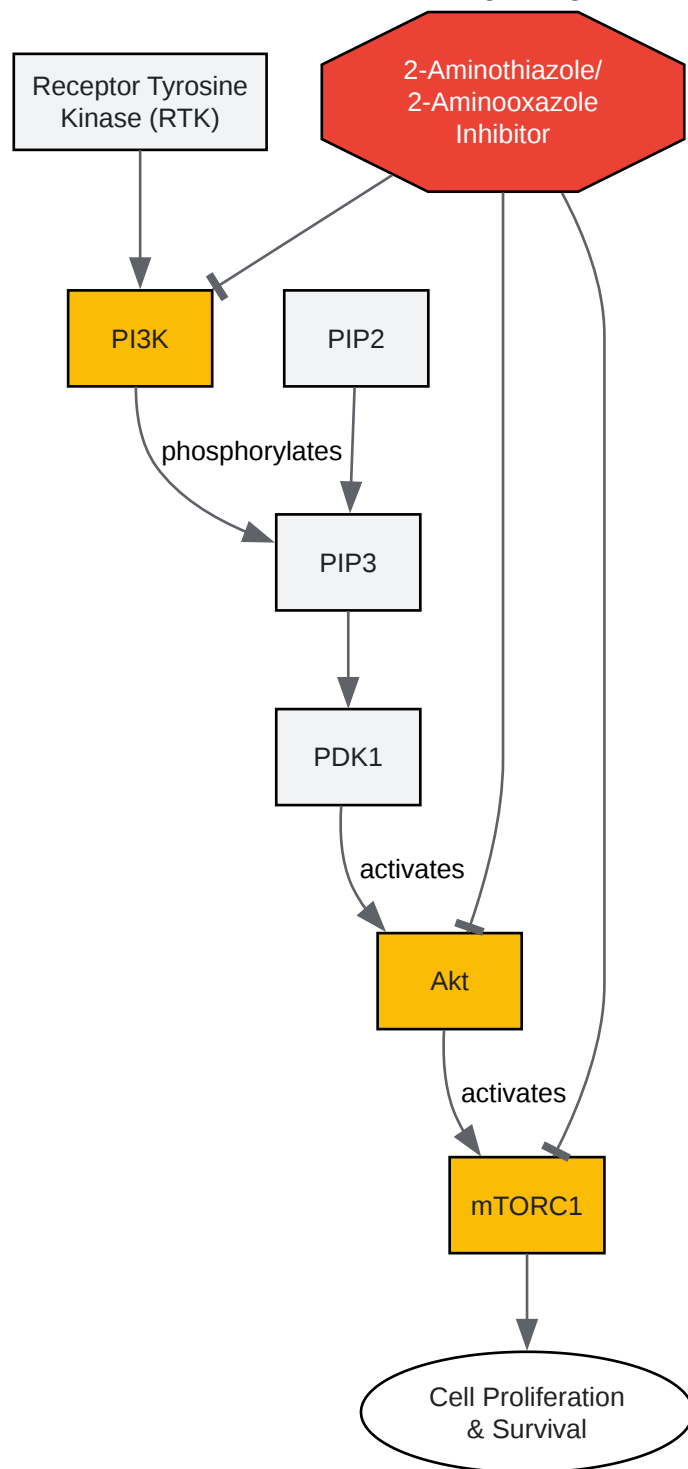 Receptor Tyrosine
Kinase (RTK)
2-Aminothiazole/
2-Aminooxazole
Inhibitor
PI3K
PIP2
phosphorylates
PIP3
PDK1
activates
Akt
activates
mTORC1
Cell Proliferation
& Survival